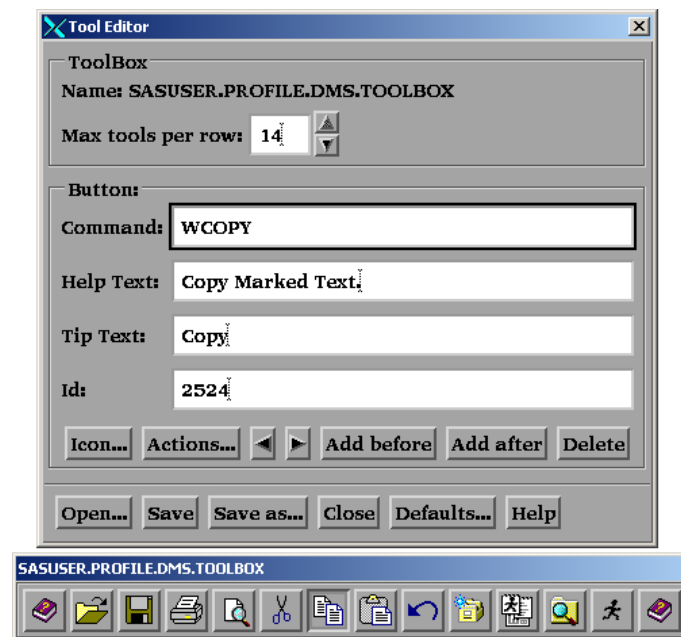 Tool Editor
ToolBox
Name: SASUSER.PROFILE.DMS.TOOLBOX
Max tools per row: 14
Button:
Command: WCOPY
Help Text: Copy Marked Text.
Tip Text: Copy
Id: 2524
Icon... Actions... Add before Add after Delete
Open... Save Save as... Close Defaults... Help
SASUSER.PROFILE.DMS.TOOLBOX